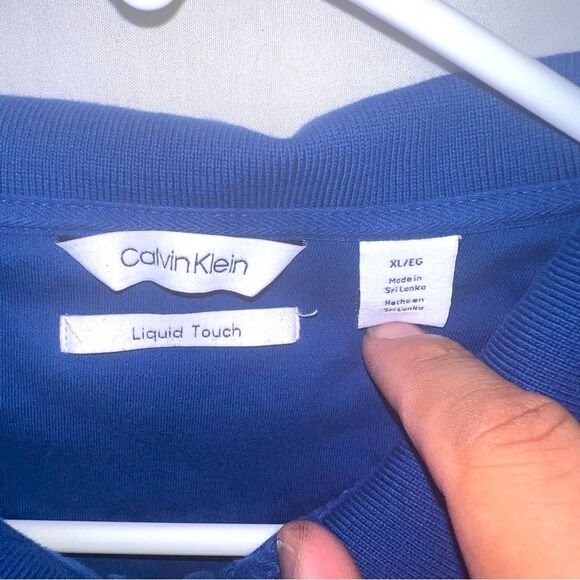 Calvin Klein
Liquid Touch
XL/EG
Made in
Sri Lanka
Hecho en
Sri Lanka